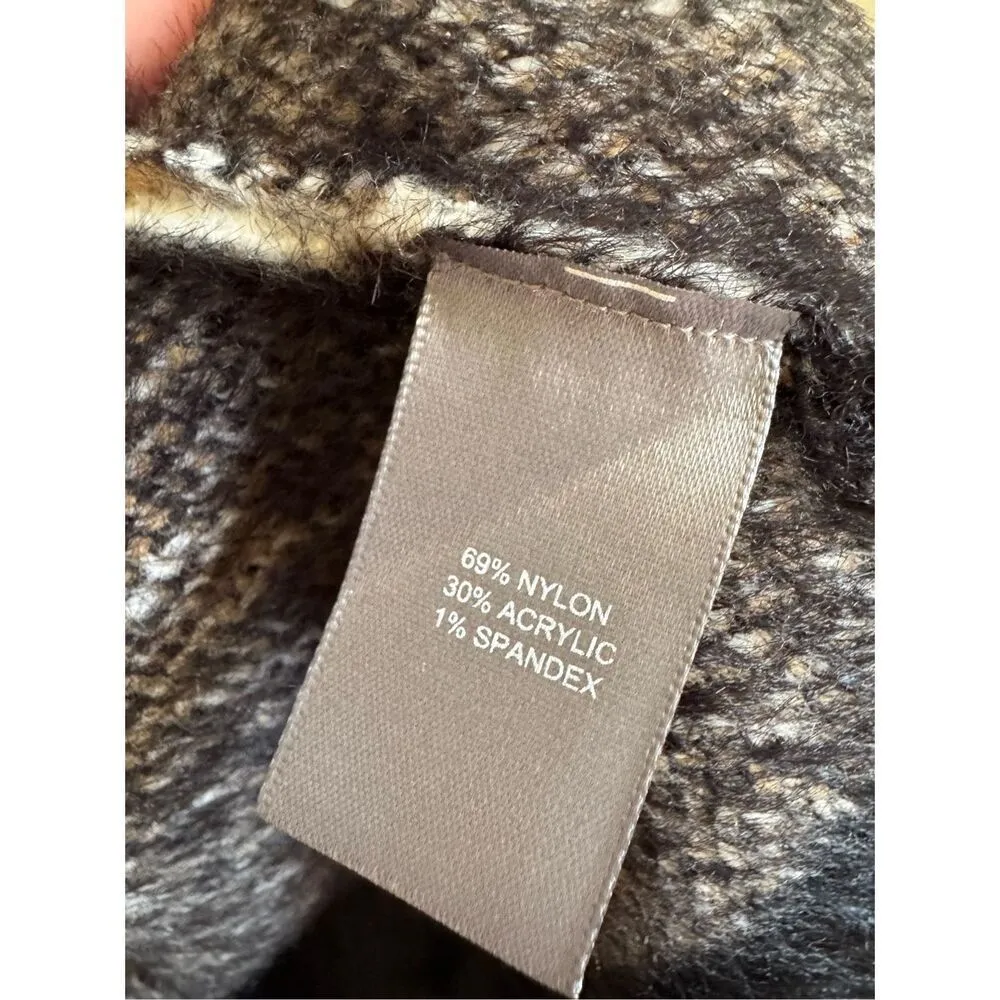 69% NYLON
30% ACRYLIC
1% SPANDEX